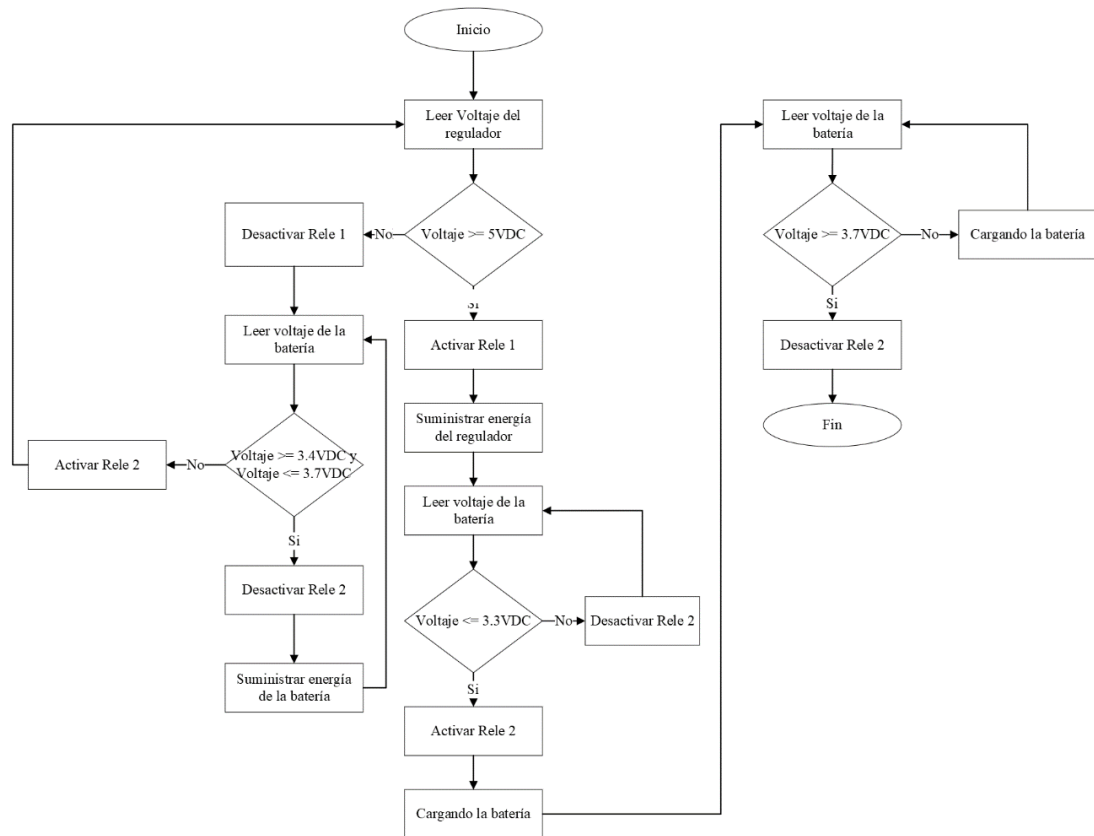 Inicio
Leer Voltaje del
regulador
Voltaje >= 5VDC
No
Desactivar Rele 1
Leer voltaje de la
batería
Voltaje >= 3.4VDC y
Voltaje <= 3.7VDC
No
Activar Rele 2
Si
Desactivar Rele 2
Suministrar energía
de la batería
Si
Activar Rele 1
Suministrar energía
del regulador
Leer voltaje de la
batería
Voltaje <= 3.3VDC
No
Desactivar Rele 2
Si
Activar Rele 2
Cargando la batería
Leer voltaje de la
batería
Voltaje >= 3.7VDC
No
Cargando la batería
Si
Desactivar Rele 2
Fin